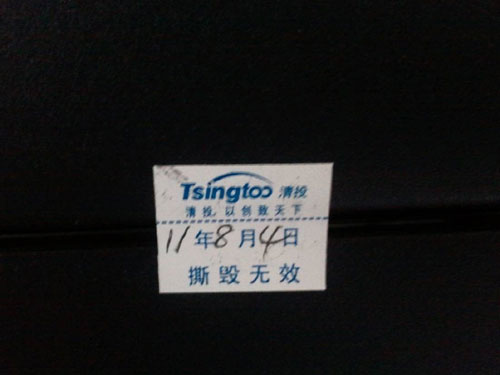 Tsingtoo 清投
清投,以创致天下
11年8月4日
撕毁无效